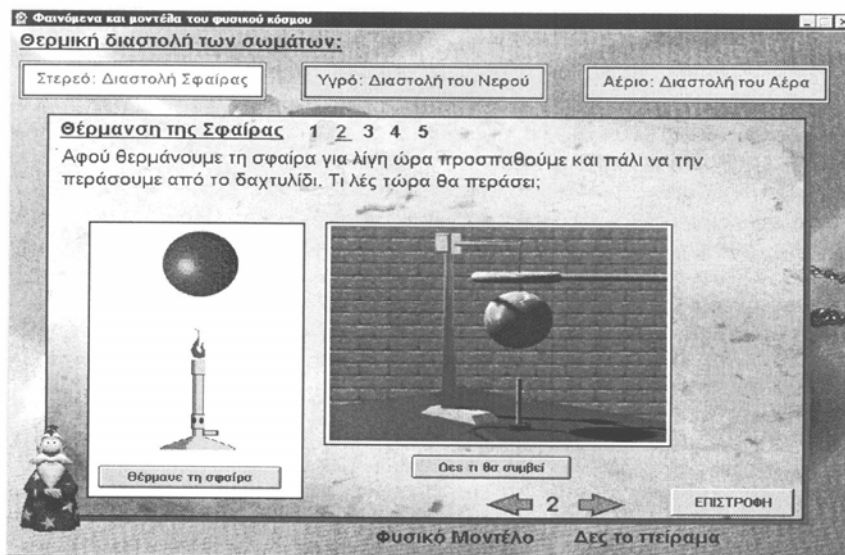 Φαινόμενα και μοντέλα του φυσικού κόσμου
Θερμική διαστολή των σωμάτων:
Στερεό: Διαστολή Σφαίρας
Υγρό: Διαστολή του Νερού
Αέριο: Διαστολή του Αέρα
Θέρμανση της Σφαίρας 1 2 3 4 5
Αφού θερμάνουμε τη σφαίρα για λίγη ώρα προσπαθούμε και πάλι να την
περάσουμε από το δαχτυλίδι. Τι λές τώρα θα περάσει;
Θέρμανε τη σφαίρα
Δες τι θα συμβεί
2
ΕΠΙΣΤΡΟΦΗ
Φυσικό Μοντέλο
Δες το πείραμα